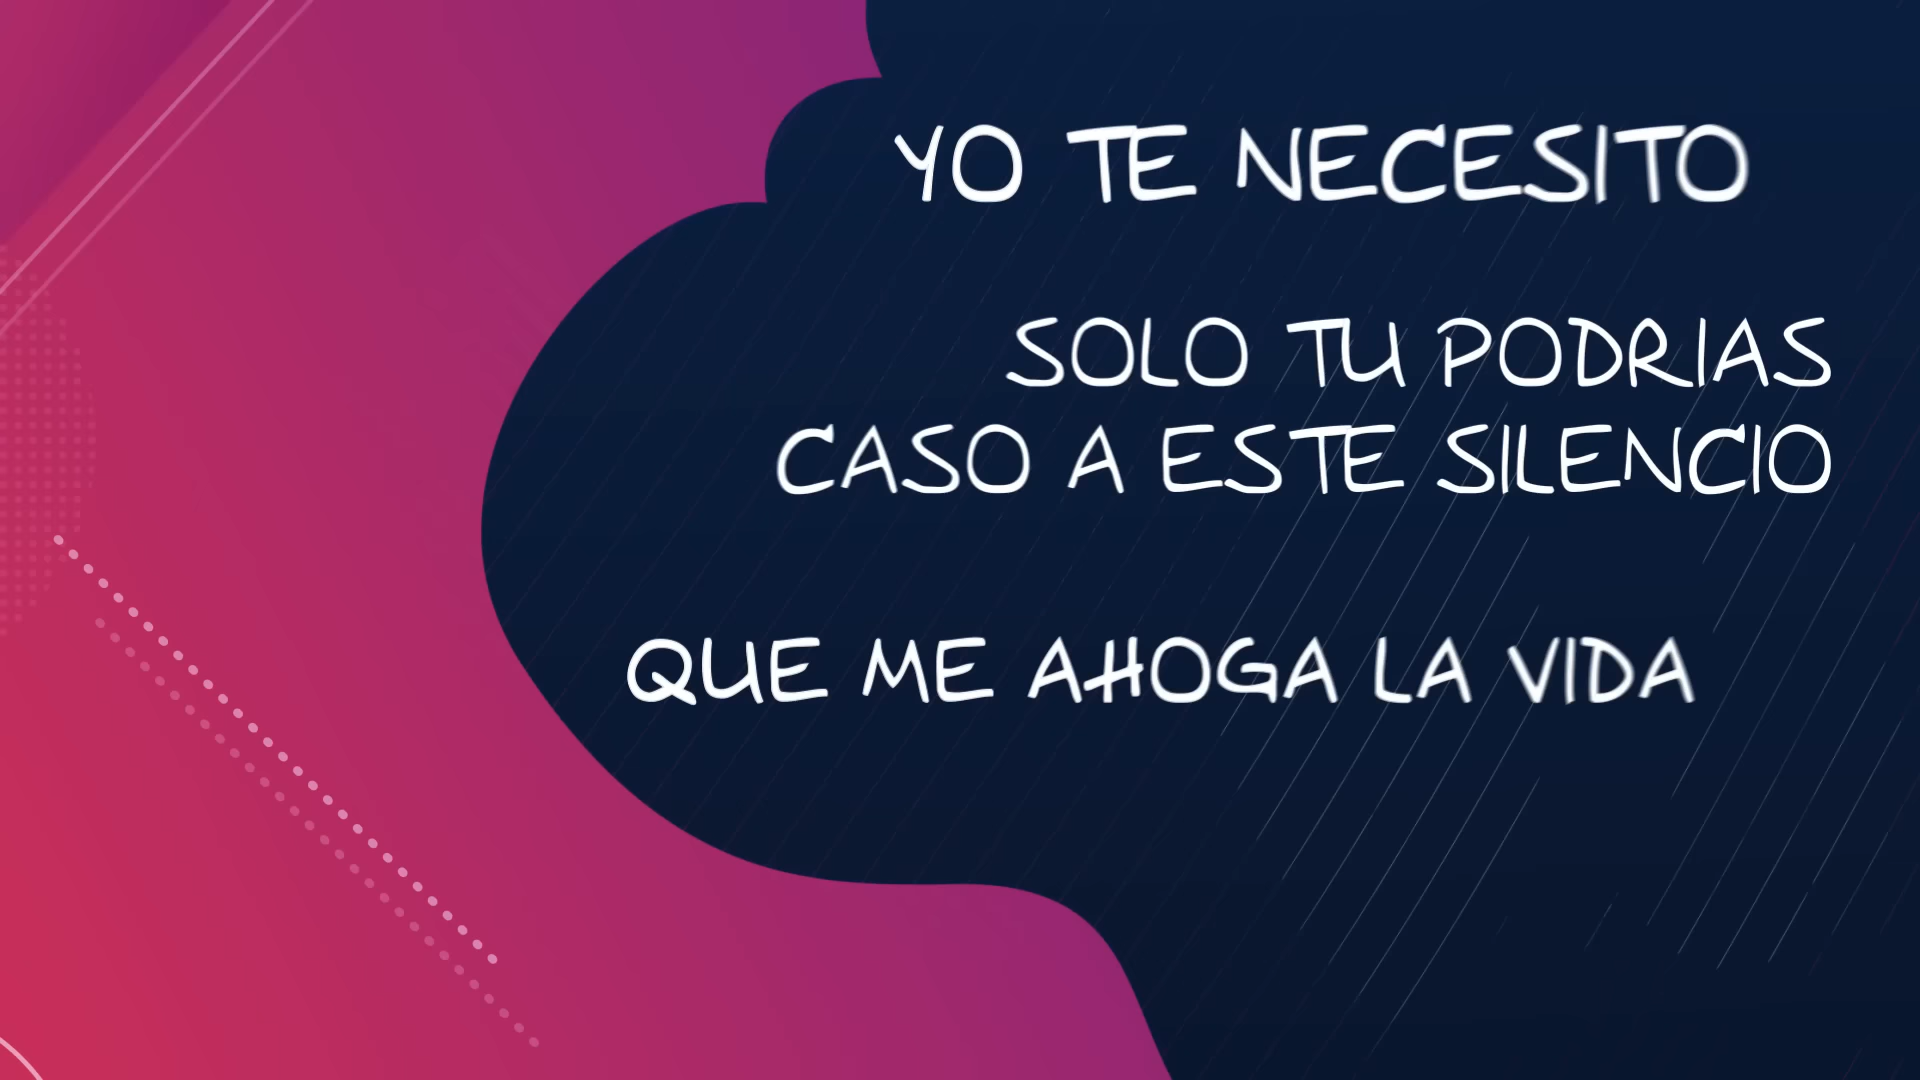 YO TE NECESITO
SOLO TU PODRIAS
CASO A ESTE SILENCIO
QUE ME AHOGA LA VIDA